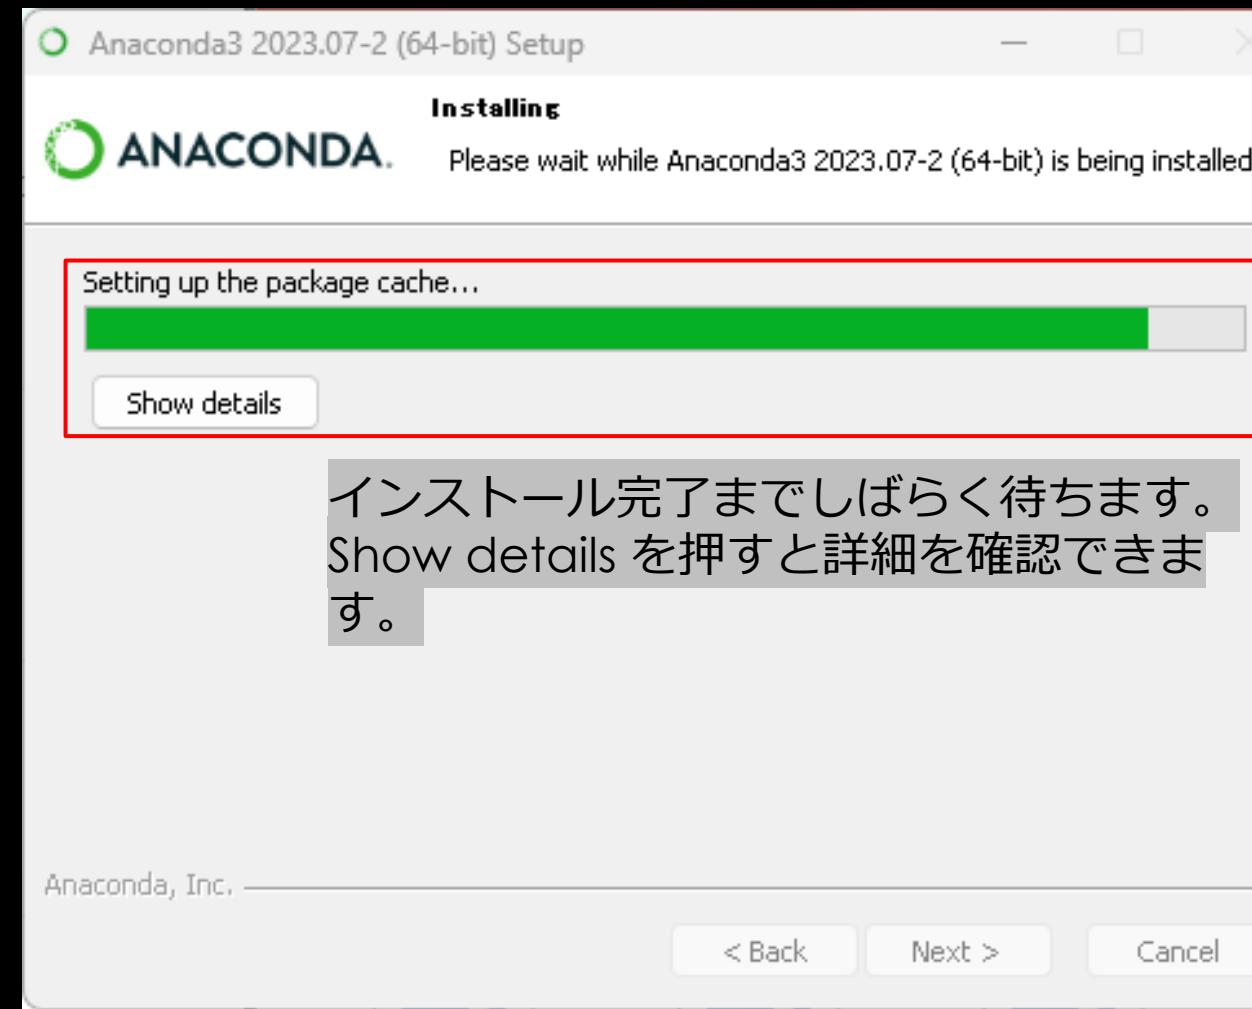 Anaconda3 2023.07-2 (64-bit) Setup
Installing
ANACONDA.
Please wait while Anaconda3 2023.07-2 (64-bit) is being installed
Setting up the package cache...
Show details
インストール完了までしばらく待ちます。
Show details を押すと詳細を確認できま
す。
Anaconda, Inc.
< Back Next > Cancel